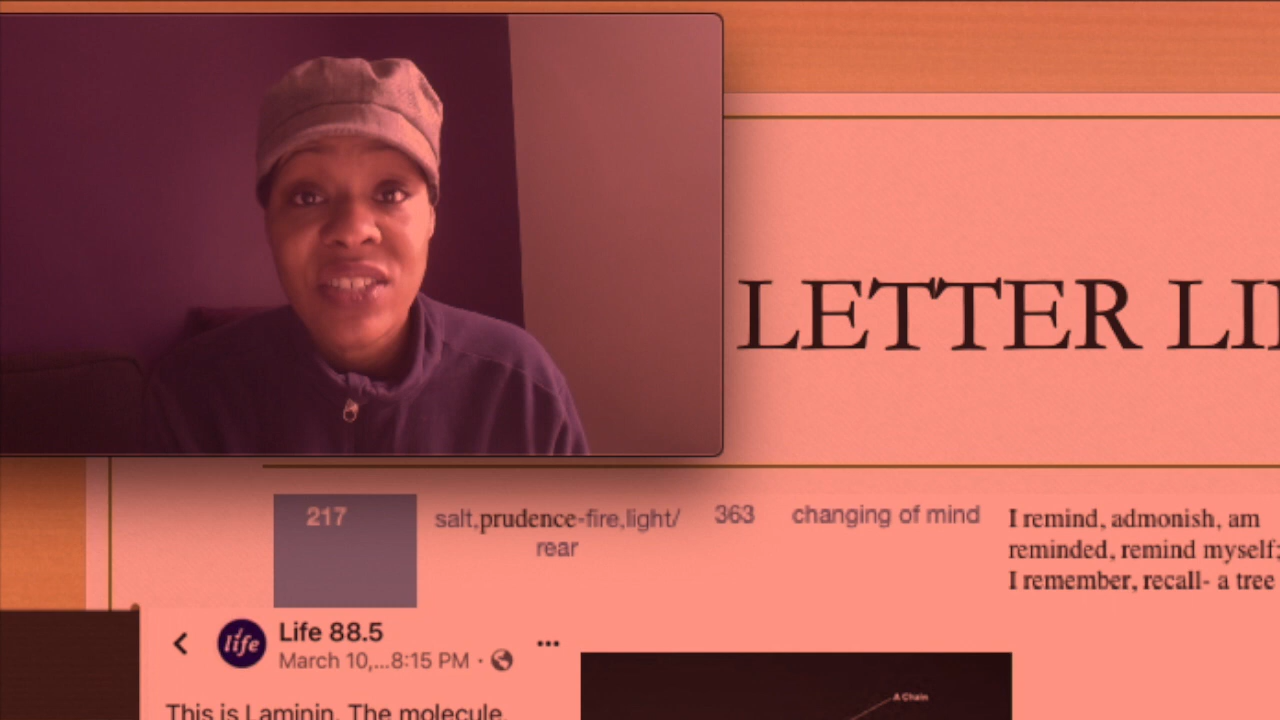 LETTER LI
217
salt,prudence-fire,light/
rear
363
changing of mind
I remind, admonish, am
reminded, remind myself;
I remember, recall- a tree
life
Life 88.5
March 10,...8:15 PM ·
...
This is Laminin. The molecule,
A Chain